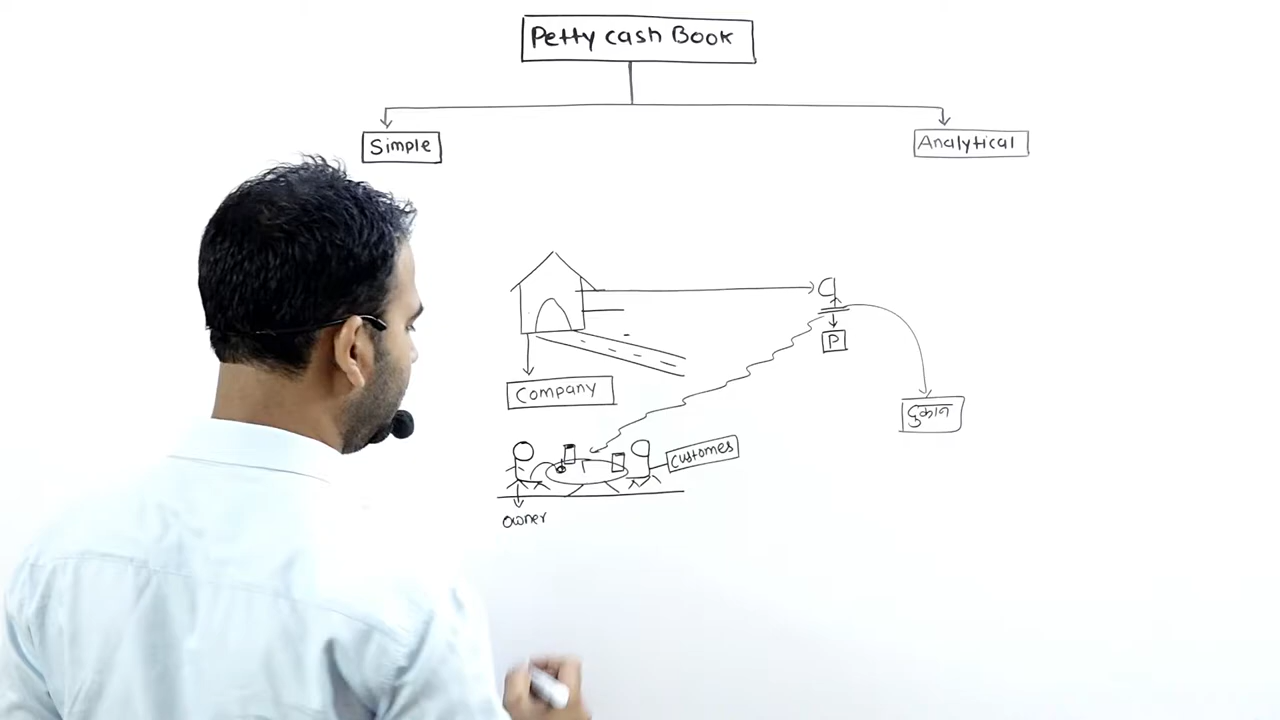 Petty cash Book
Simple
Analytical
P
Company
दुकान
Customes
owner